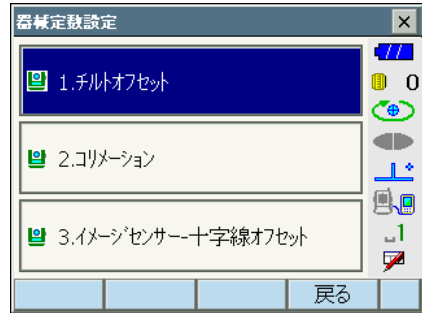 器械定数設定
1.チルトオフセット
0
2.コリメーション
3.イメージセンサー-十字線オフセット
1
戻る